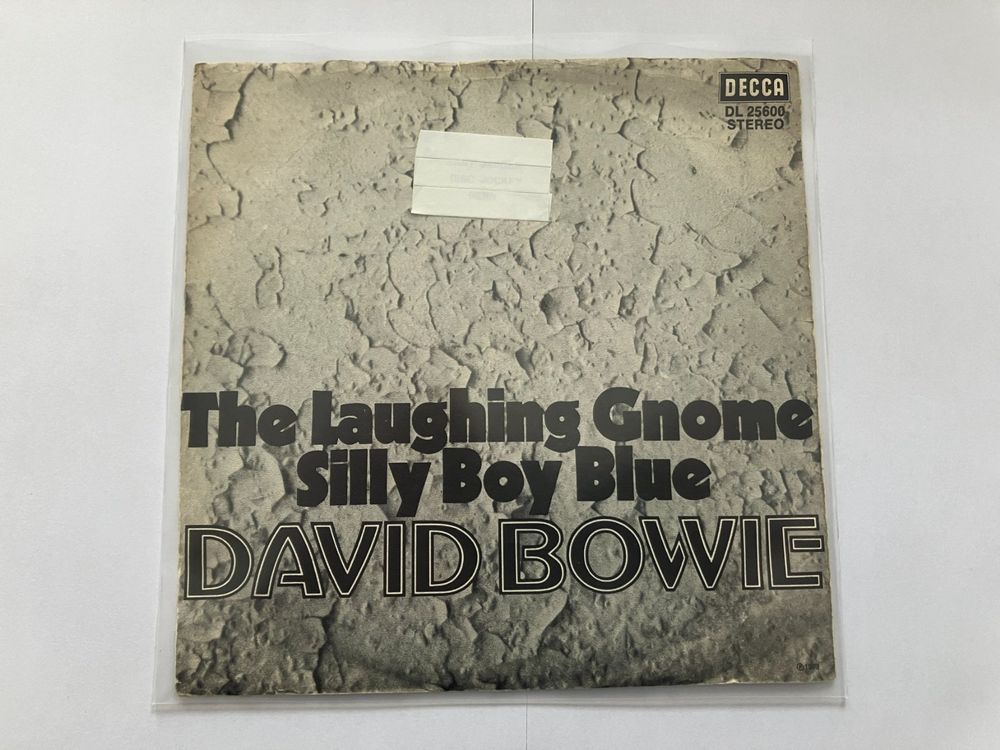 DECCA
DL 25600
STEREO
The Laughing Gnome
Silly Boy Blue
DAVID BOWIE